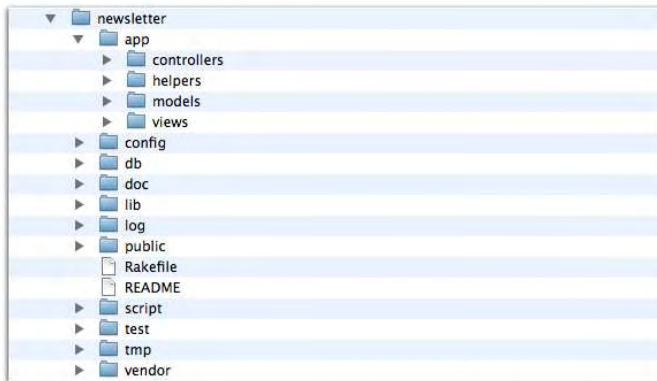 newsletter
app
controllers
helpers
models
views
config
db
doc
lib
log
public
Rakefile
README
script
test
tmp
vendor